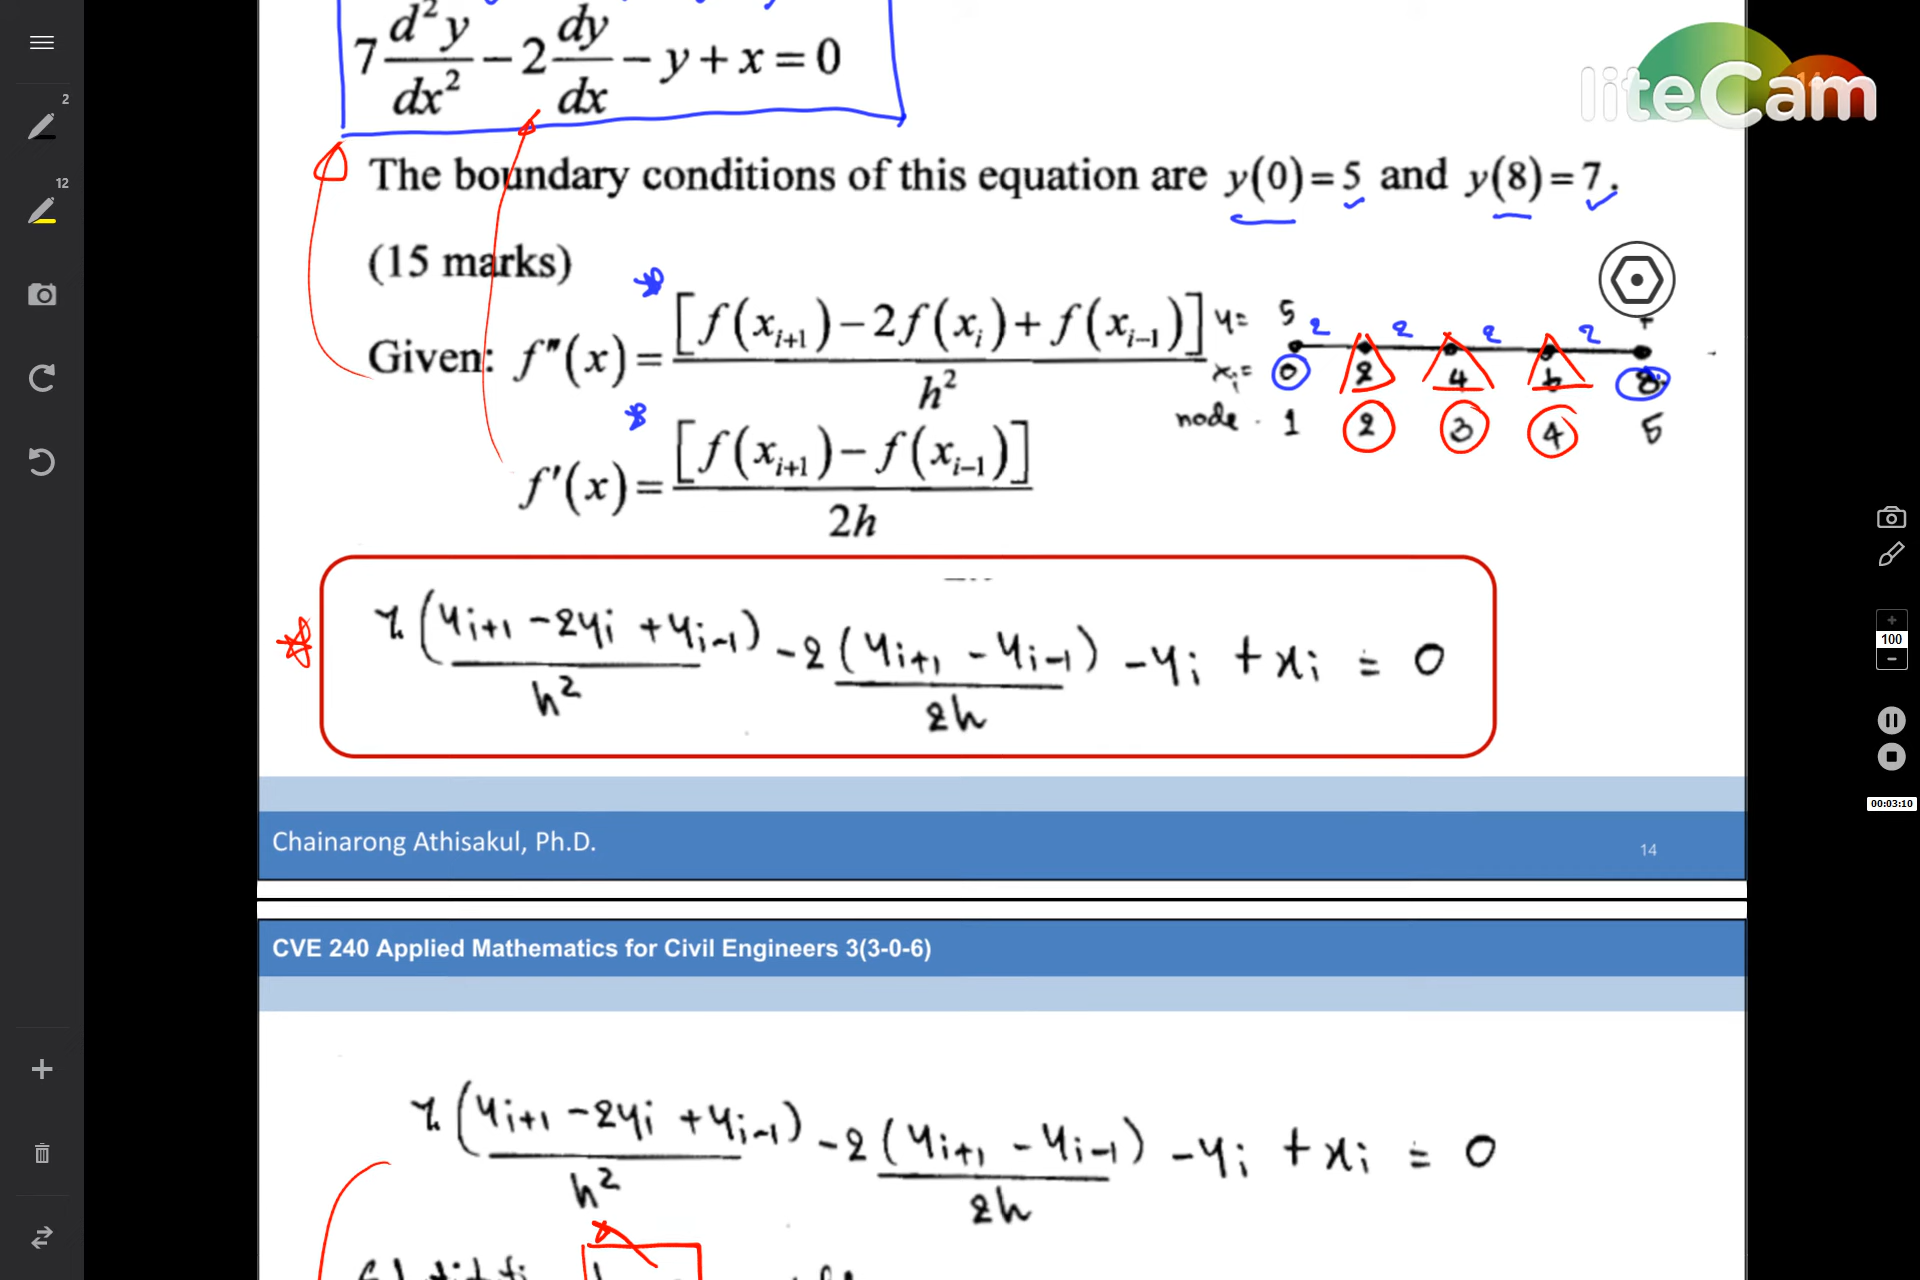 7 d²y/dx² − 2 dy/dx − y + x = 0
liteCam
2
12
The boundary conditions of this equation are y(0)=5 and y(8)=7.
(15 marks)
Given: f″(x) = [f(x_{i+1}) − 2f(x_i) + f(x_{i−1})] / h²
y= 5
2 2 2 2
x_i= 0 2 4 6 8
node 1 2 3 4 5
f′(x) = [f(x_{i+1}) − f(x_{i−1})] / 2h
7 (y_{i+1} − 2y_i + y_{i−1}) / h² − 2 (y_{i+1} − y_{i−1}) / 2h − y_i + x_i = 0
100
00:03:10
Chainarong Athisakul, Ph.D.
14
CVE 240 Applied Mathematics for Civil Engineers 3(3-0-6)
7 (y_{i+1} − 2y_i + y_{i−1}) / h² − 2 (y_{i+1} − y_{i−1}) / 2h − y_i + x_i = 0